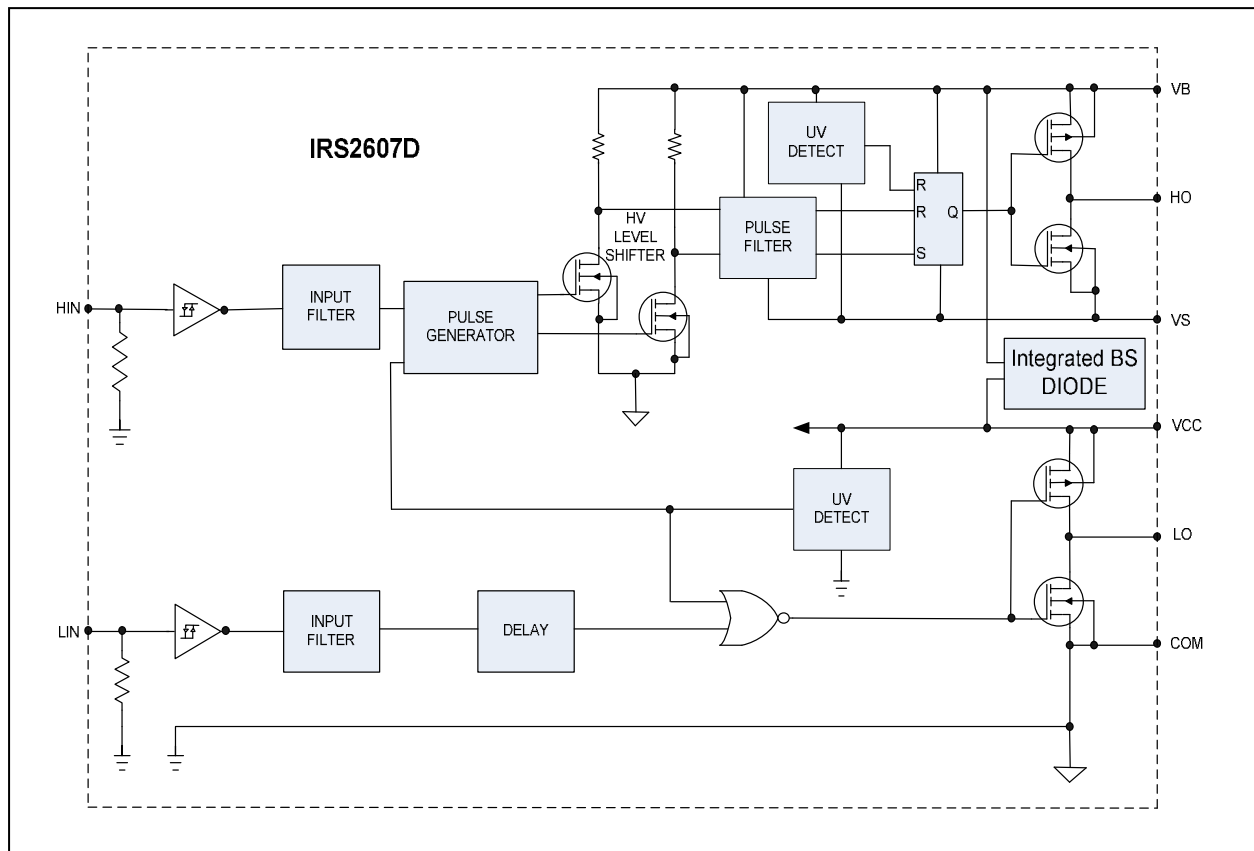 IRS2607D
VB
UV
DETECT
R
R
Q
S
HO
HV
LEVEL
SHIFTER
PULSE
FILTER
HIN
INPUT
FILTER
PULSE
GENERATOR
VS
Integrated BS
DIODE
VCC
UV
DETECT
LO
LIN
INPUT
FILTER
DELAY
COM